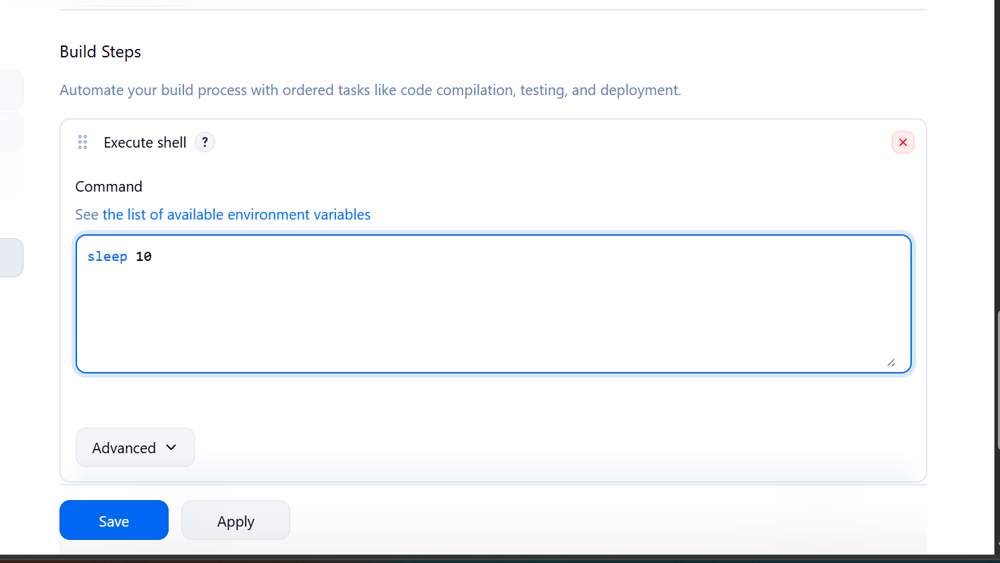 Build Steps
Automate your build process with ordered tasks like code compilation, testing, and deployment.
Execute shell ?
Command
See the list of available environment variables
sleep 10
Advanced
Save Apply